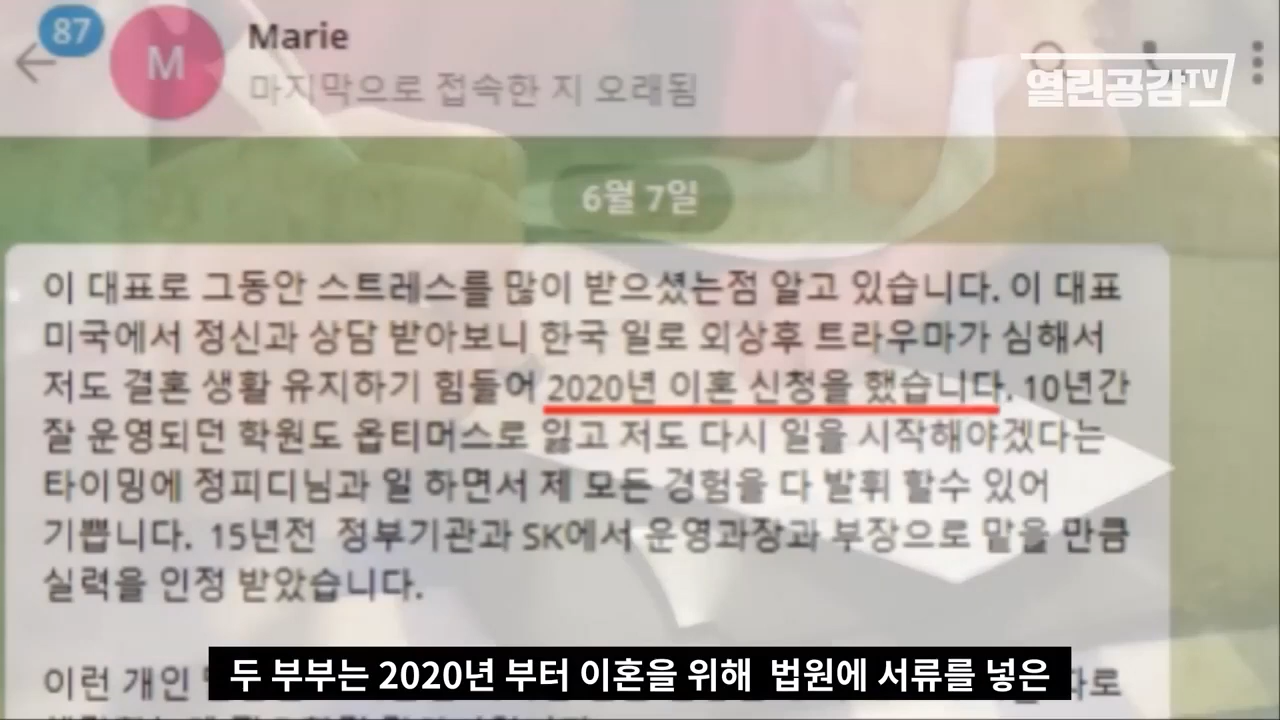 87
M
Marie
마지막으로 접속한 지 오래됨
열린공감TV
6월 7일
이 대표로 그동안 스트레스를 많이 받으셨는점 알고 있습니다. 이 대표
미국에서 정신과 상담 받아보니 한국 일로 외상후 트라우마가 심해서
저도 결혼 생활 유지하기 힘들어 2020년 이혼 신청을 했습니다. 10년간
잘 운영되던 학원도 옵티머스로 잃고 저도 다시 일을 시작해야겠다는
타이밍에 정피디님과 일 하면서 제 모든 경험을 다 발휘 할수 있어
기쁩니다. 15년전 정부기관과 SK에서 운영과장과 부장으로 맡을 만큼
실력을 인정 받았습니다.
이런 개인
두 부부는 2020년 부터 이혼을 위해 법원에 서류를 넣은